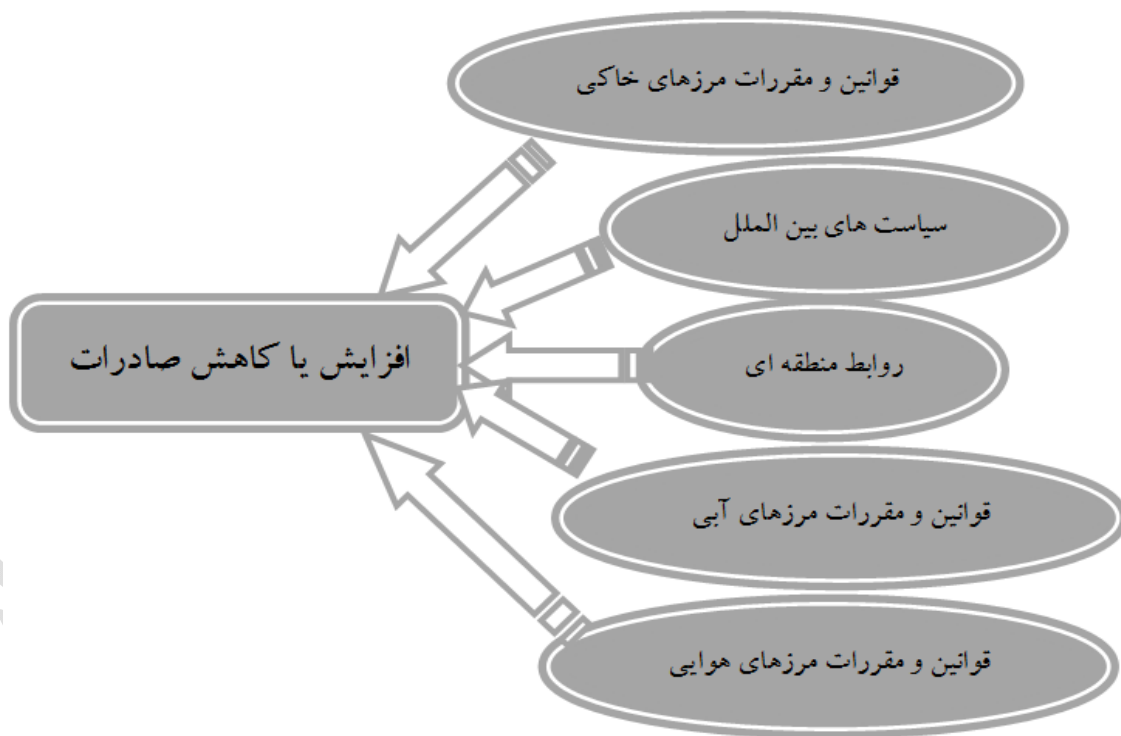 قوانین و مقررات مرزهای خاکی
سیاست های بین الملل
روابط منطقه ای
افزایش یا کاهش صادرات
قوانین و مقررات مرزهای آبی
قوانین و مقررات مرزهای هوایی